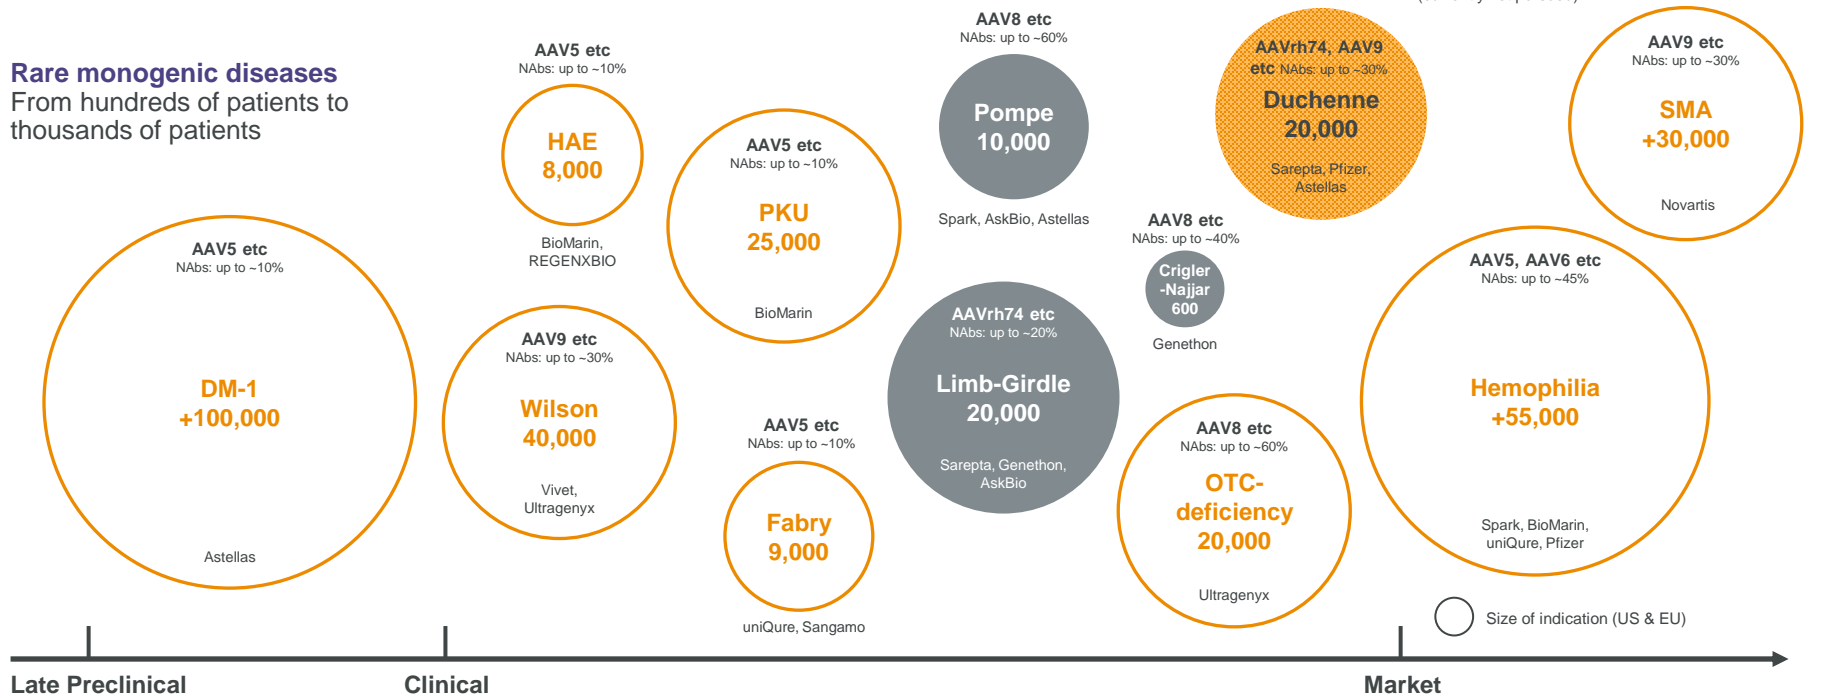 Rare monogenic diseases
From hundreds of patients to
thousands of patients
AAV5 etc
NAbs: up to ~10%
DM-1
+100,000
Astellas
AAV5 etc
NAbs: up to ~10%
HAE
8,000
BioMarin,
REGENXBIO
AAV9 etc
NAbs: up to ~30%
Wilson
40,000
Vivet,
Ultragenyx
AAV5 etc
NAbs: up to ~10%
PKU
25,000
BioMarin
AAV5 etc
NAbs: up to ~10%
Fabry
9,000
uniQure, Sangamo
AAV8 etc
NAbs: up to ~60%
Pompe
10,000
Spark, AskBio, Astellas
AAVrh74 etc
NAbs: up to ~20%
Limb-Girdle
20,000
Sarepta, Genethon,
AskBio
AAV8 etc
NAbs: up to ~40%
Crigler
-Najjar
600
Genethon
AAVrh74, AAV9
etc NAbs: up to ~30%
Duchenne
20,000
Sarepta, Pfizer,
Astellas
AAV8 etc
NAbs: up to ~60%
OTC-
deficiency
20,000
Ultragenyx
AAV9 etc
NAbs: up to ~30%
SMA
+30,000
Novartis
AAV5, AAV6 etc
NAbs: up to ~45%
Hemophilia
+55,000
Spark, BioMarin,
uniQure, Pfizer
Size of indication (US & EU)
Late Preclinical
Clinical
Market